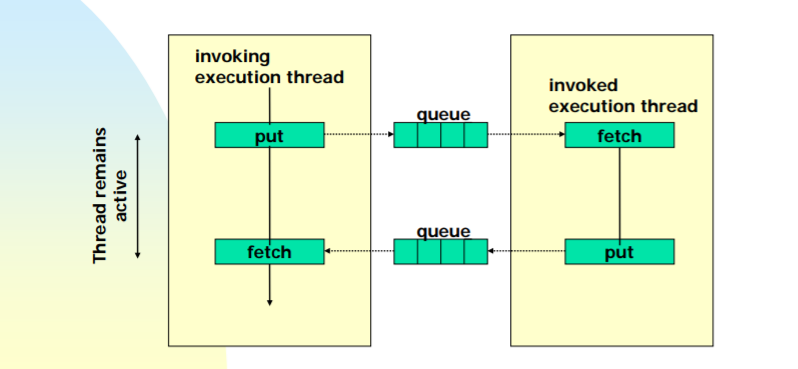 invoking
execution thread
invoked
execution thread
queue
put
fetch
queue
fetch
put
Thread remains
active